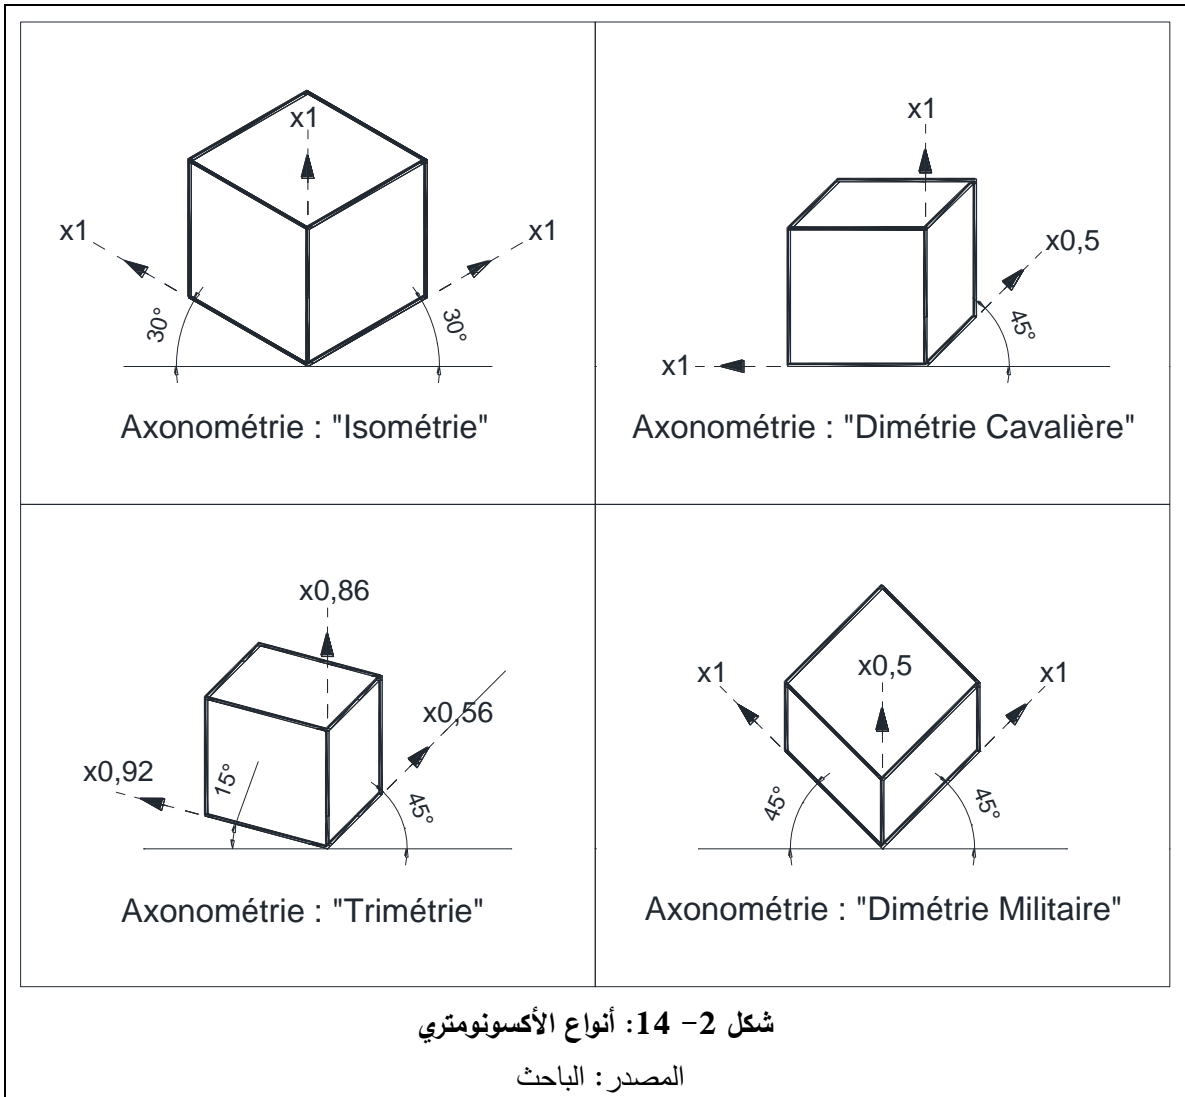 x1
x1
x1
30°
30°
Axonométrie : "Isométrie"
x1
x0,5
x1
45°
Axonométrie : "Dimétrie Cavalière"
x0,86
x0,56
x0,92
15°
45°
Axonométrie : "Trimétrie"
x1
x0,5
x1
45°
45°
Axonométrie : "Dimétrie Militaire"
شكل 2- 14: أنواع الأكسونومتري
المصدر: الباحث